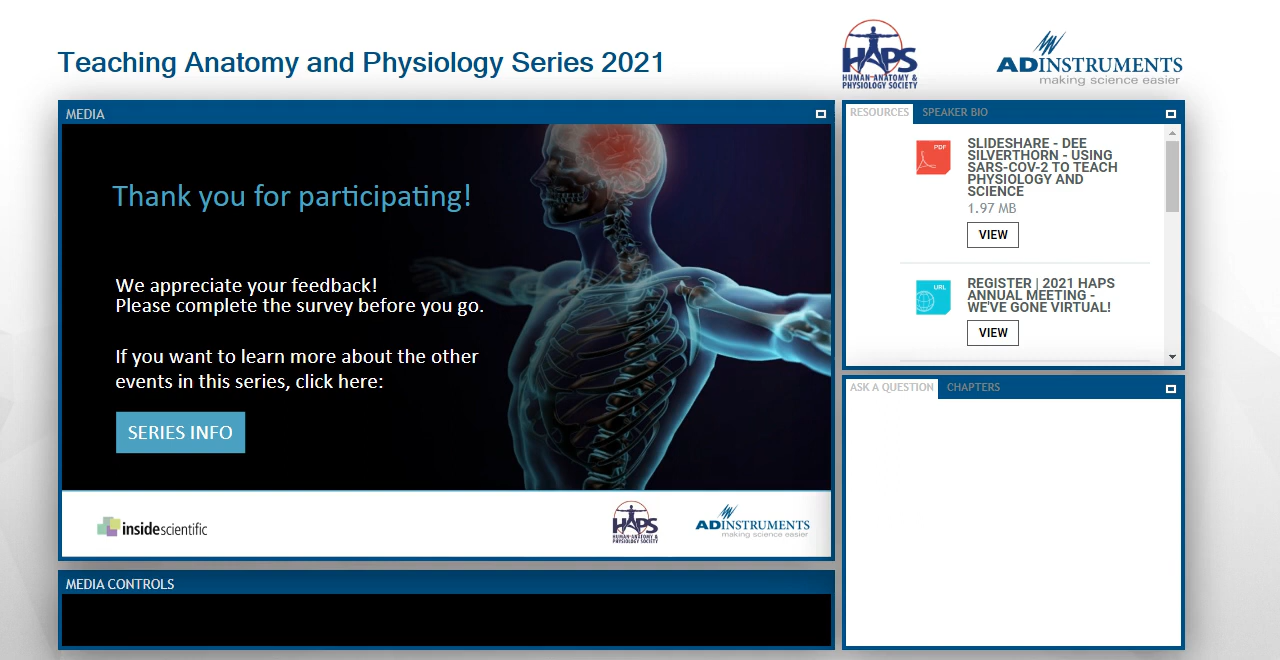 Teaching Anatomy and Physiology Series 2021
HAPS
HUMAN ANATOMY &
PHYSIOLOGY SOCIETY
ADINSTRUMENTS
making science easier
MEDIA
Thank you for participating!
We appreciate your feedback!
Please complete the survey before you go.
If you want to learn more about the other
events in this series, click here:
SERIES INFO
insidescientific
HAPS
HUMAN ANATOMY &
PHYSIOLOGY SOCIETY
ADINSTRUMENTS
making science easier
MEDIA CONTROLS
RESOURCES SPEAKER BIO
PDF
SLIDESHARE - DEE
SILVERTHORN - USING
SARS-COV-2 TO TEACH
PHYSIOLOGY AND
SCIENCE
1.97 MB
VIEW
URL
REGISTER | 2021 HAPS
ANNUAL MEETING -
WE'VE GONE VIRTUAL!
VIEW
ASK A QUESTION CHAPTERS